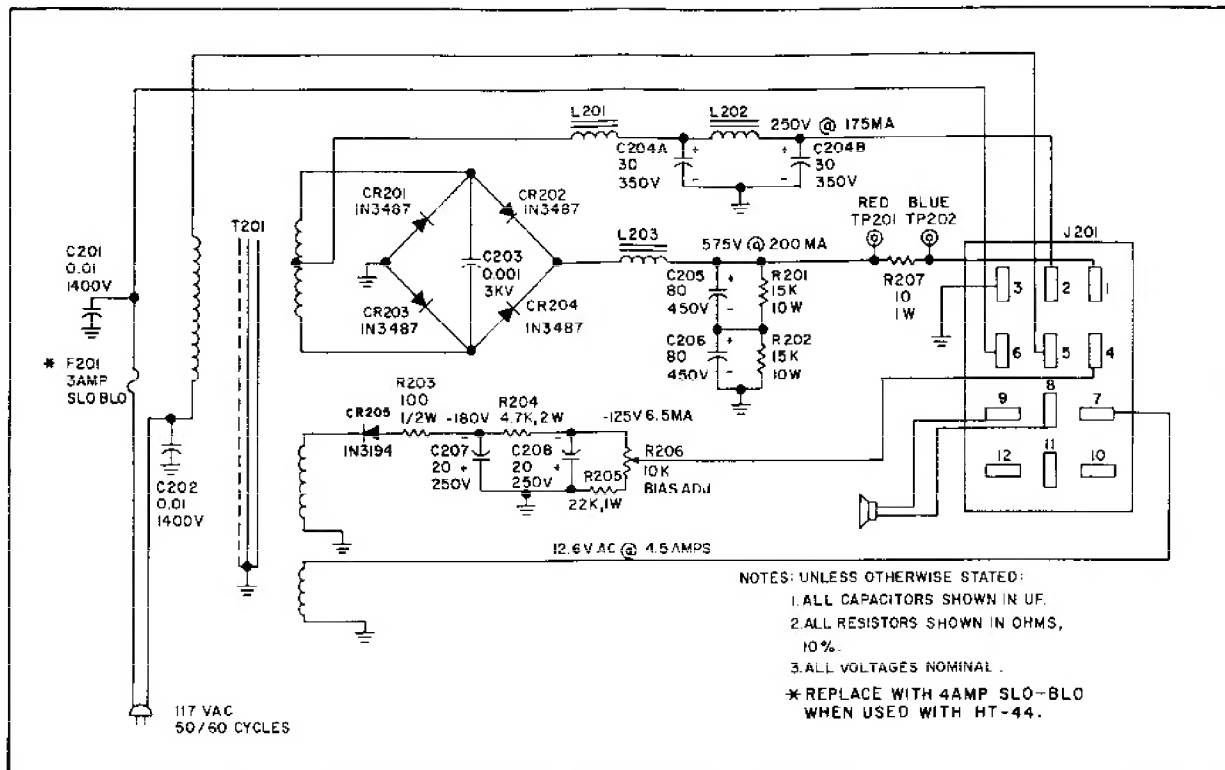 L201
L202
250V @ 175MA
C204A
30
350V
C204B
30
350V
CR201
1N3487
CR202
1N3487
RED
TP201
BLUE
TP202
T201
C201
0.01
1400V
C203
0.001
3KV
L203
575V @ 200 MA
J201
CR203
1N3487
CR204
1N3487
C205
80
450V
R201
15K
10W
R207
10
1W
3
2
1
* F201
3AMP
SLO BLO
C206
80
450V
R202
15K
10W
6
5
4
R203
100
1/2W
CR205
1N3194
-180V
R204
4.7K, 2W
-125V 6.5MA
9
8
7
C207
20
250V
C208
20
250V
R206
10K
BIAS ADJ
R205
22K, 1W
12
11
10
C202
0.01
1400V
12.6V AC @ 4.5 AMPS
NOTES: UNLESS OTHERWISE STATED:
1. ALL CAPACITORS SHOWN IN UF.
2. ALL RESISTORS SHOWN IN OHMS,
10%.
3. ALL VOLTAGES NOMINAL.
* REPLACE WITH 4AMP SLO-BLO
WHEN USED WITH HT-44.
117 VAC
50/60 CYCLES